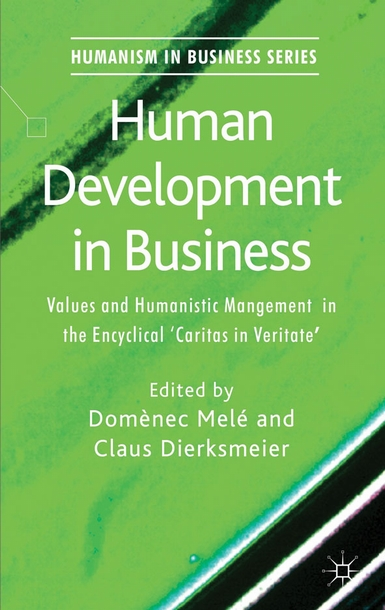 HUMANISM IN BUSINESS SERIES
Human
Development
in Business
Values and Humanistic Mangement in
the Encyclical ‘Caritas in Veritate’
Edited by
Domènec Melé and
Claus Dierksmeier